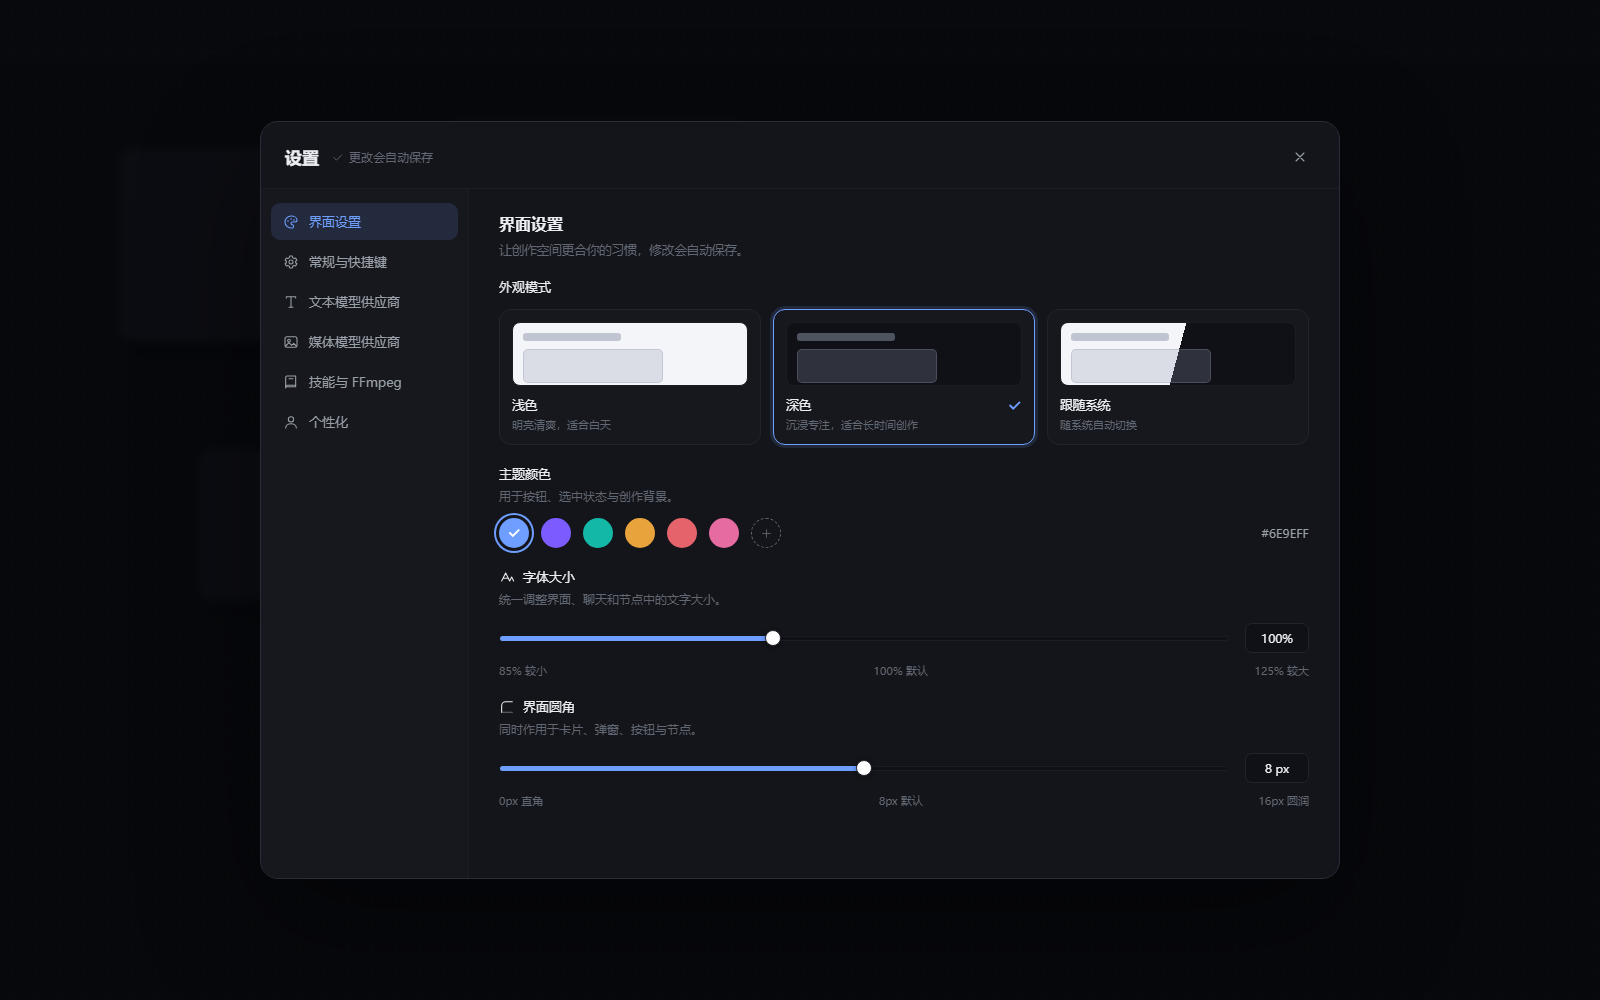 设置
更改会自动保存
界面设置
常规与快捷键
文本模型供应商
媒体模型供应商
技能与 FFmpeg
个性化
界面设置
让创作空间更合你的习惯，修改会自动保存。
外观模式
浅色
明亮清爽，适合白天
深色
沉浸专注，适合长时间创作
跟随系统
随系统自动切换
主题颜色
用于按钮、选中状态与创作背景。
#6E9EFF
字体大小
统一调整界面、聊天和节点中的文字大小。
100%
85% 较小
100% 默认
125% 较大
界面圆角
同时作用于卡片、弹窗、按钮与节点。
8 px
0px 直角
8px 默认
16px 圆润